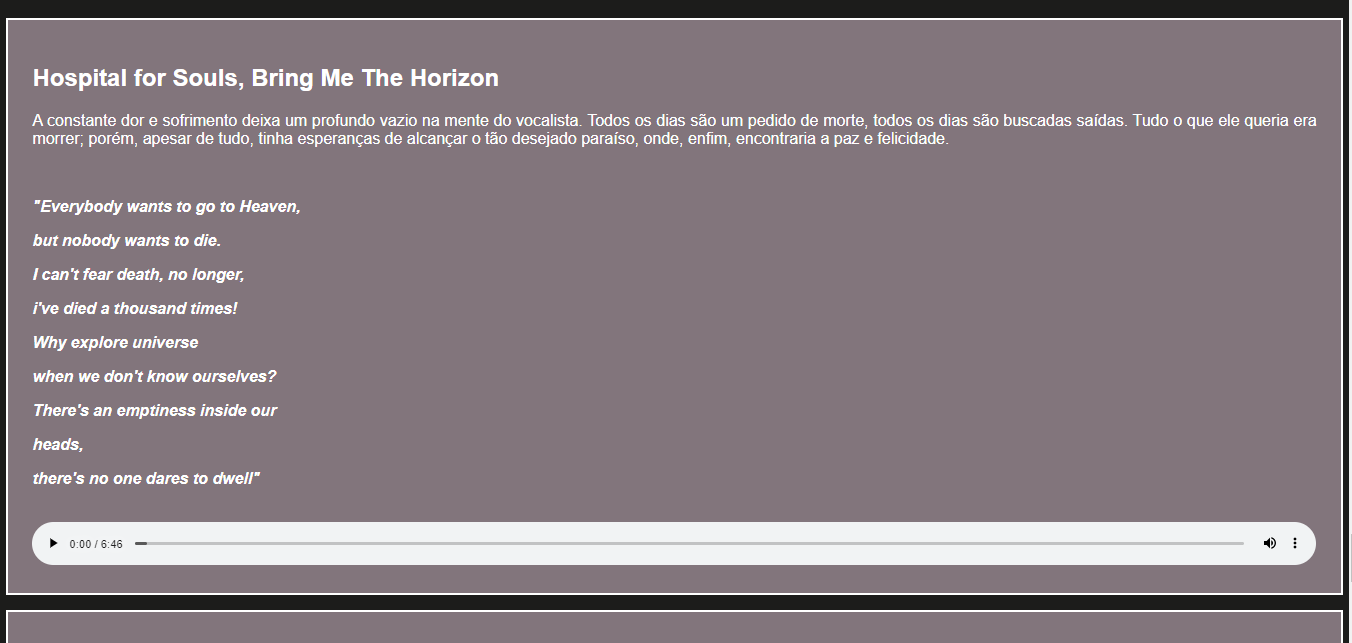 Hospital for Souls, Bring Me The Horizon
A constante dor e sofrimento deixa um profundo vazio na mente do vocalista. Todos os dias são um pedido de morte, todos os dias são buscadas saídas. Tudo o que ele queria era
morrer; porém, apesar de tudo, tinha esperanças de alcançar o tão desejado paraíso, onde, enfim, encontraria a paz e felicidade.
"Everybody wants to go to Heaven,
but nobody wants to die.
I can't fear death, no longer,
i've died a thousand times!
Why explore universe
when we don't know ourselves?
There's an emptiness inside our
heads,
there's no one dares to dwell"
0:00 / 6:46